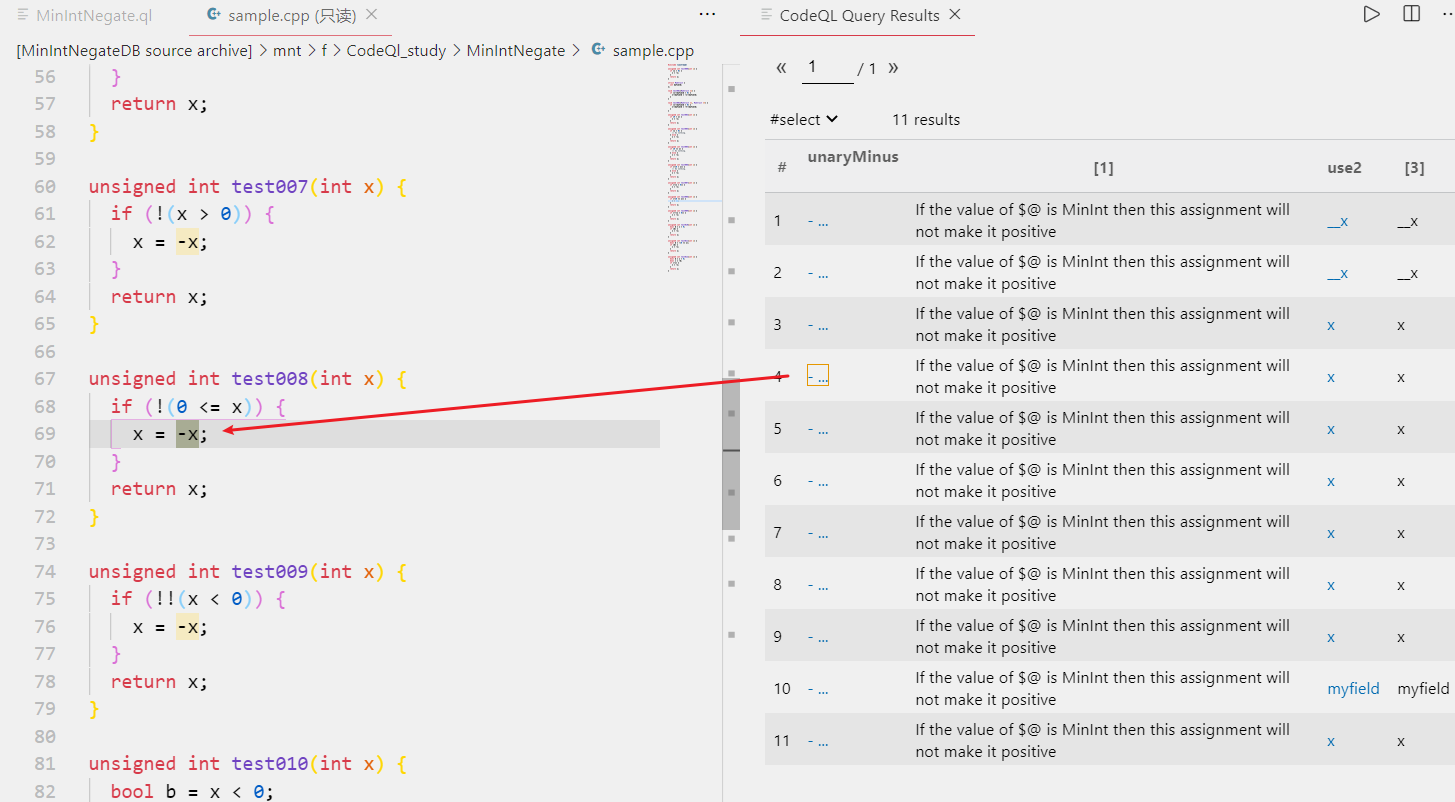 MinIntNegate.ql
sample.cpp (只读)
[MinIntNegateDB source archive] > mnt > f > CodeQl_study > MinIntNegate > sample.cpp
56 }
57 return x;
58 }
59
60 unsigned int test007(int x) {
61 if (!(x > 0)) {
62 x = -x;
63 }
64 return x;
65 }
66
67 unsigned int test008(int x) {
68 if (!(0 <= x)) {
69 x = -x;
70 }
71 return x;
72 }
73
74 unsigned int test009(int x) {
75 if (!!(x < 0)) {
76 x = -x;
77 }
78 return x;
79 }
80
81 unsigned int test010(int x) {
82 bool b = x < 0;
CodeQL Query Results
« 1 / 1 »
#select 11 results
# unaryMinus [1] use2 [3]
1 - ... If the value of $@ is MinInt then this assignment will __x __x
not make it positive
2 - ... If the value of $@ is MinInt then this assignment will __x __x
not make it positive
3 - ... If the value of $@ is MinInt then this assignment will x x
not make it positive
4 - ... If the value of $@ is MinInt then this assignment will x x
not make it positive
5 - ... If the value of $@ is MinInt then this assignment will x x
not make it positive
6 - ... If the value of $@ is MinInt then this assignment will x x
not make it positive
7 - ... If the value of $@ is MinInt then this assignment will x x
not make it positive
8 - ... If the value of $@ is MinInt then this assignment will x x
not make it positive
9 - ... If the value of $@ is MinInt then this assignment will x x
not make it positive
10 - ... If the value of $@ is MinInt then this assignment will myfield myfield
not make it positive
11 - ... If the value of $@ is MinInt then this assignment will x x
not make it positive